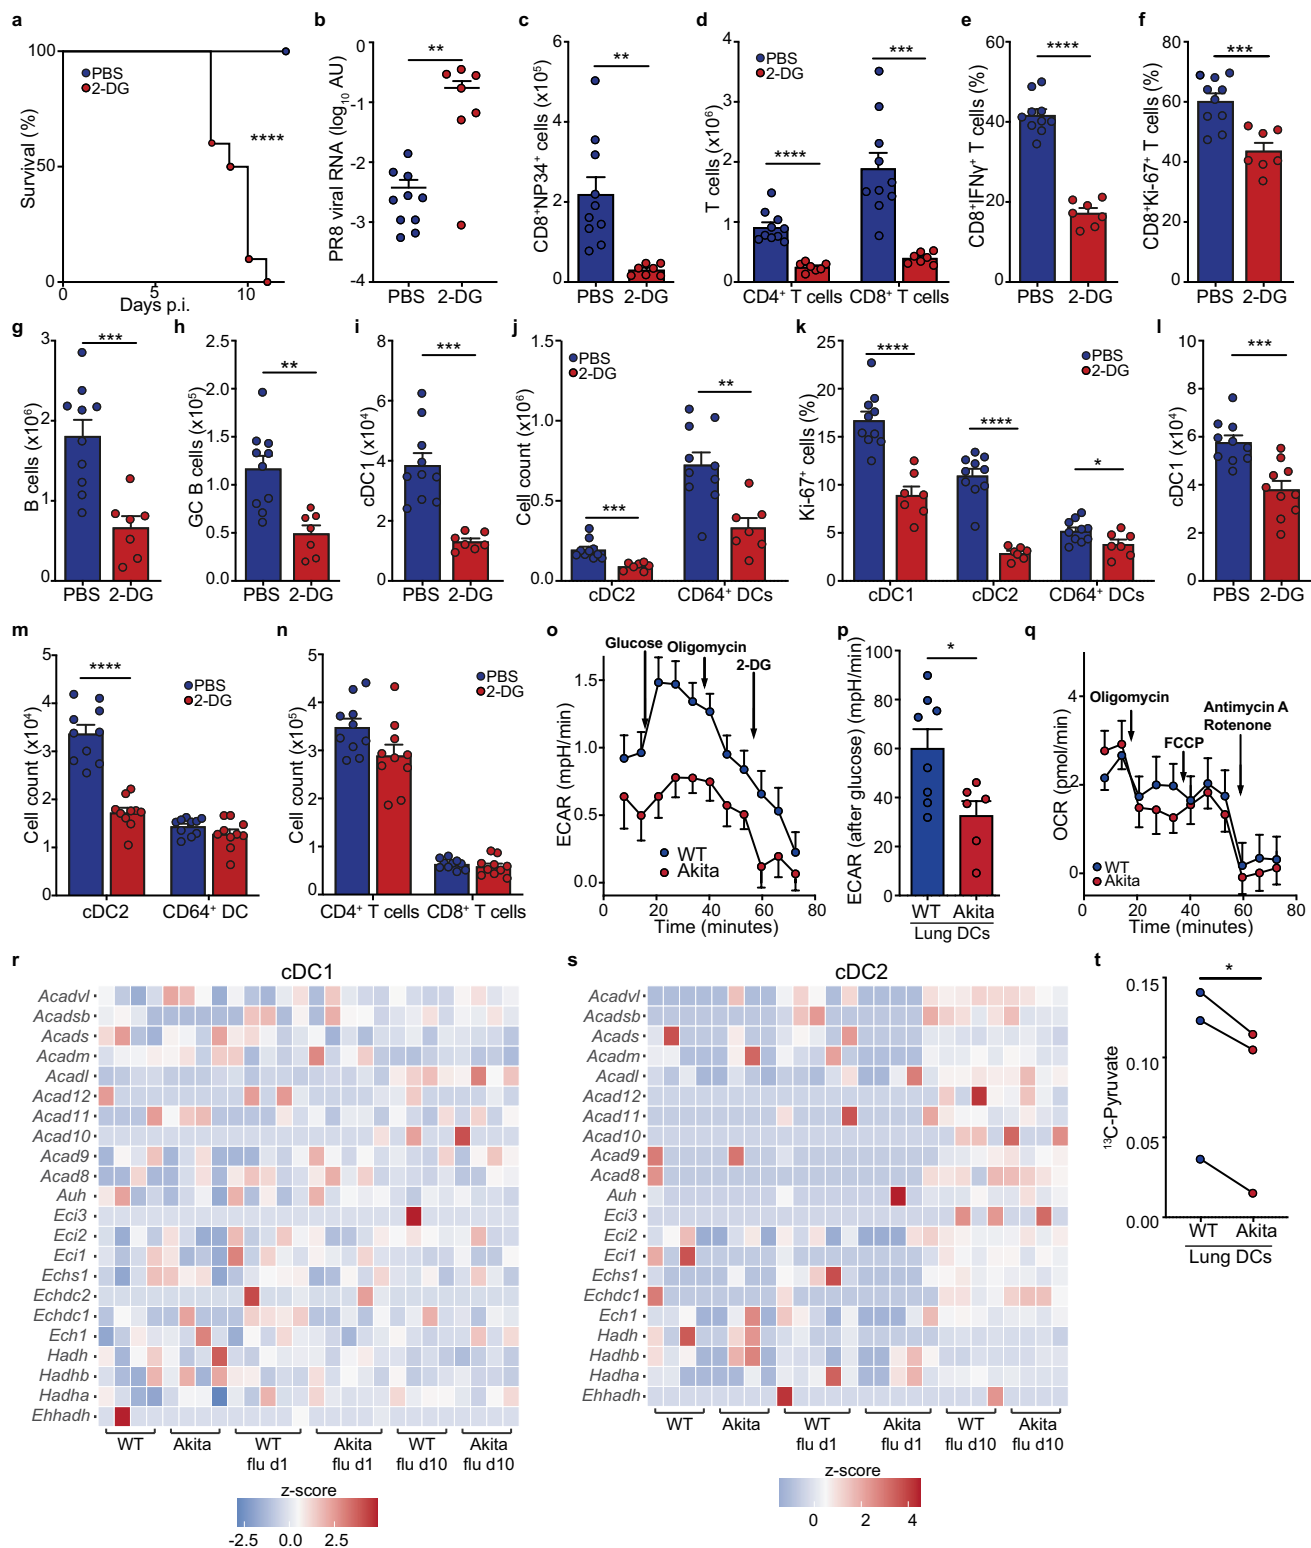 a
100
50
0
Survival (%)
PBS
2-DG
****
0
5
10
Days p.i.
b
PR8 viral RNA (log10 AU)
0
-1
-2
-3
-4
**
PBS
2-DG
c
CD8+NP34+ cells (x10^5)
6
4
2
0
**
PBS
2-DG
d
T cells (x10^6)
4
3
2
1
0
PBS
2-DG
****
***
CD4+ T cells
CD8+ T cells
e
CD8+IFNγ+ T cells (%)
60
40
20
0
****
PBS
2-DG
f
CD8+Ki-67+ T cells (%)
80
60
40
20
0
***
PBS
2-DG
g
B cells (x10^6)
3
2
1
0
***
PBS
2-DG
h
GC B cells (x10^5)
2.5
2.0
1.5
1.0
0.5
0.0
**
PBS
2-DG
i
cDC1 (x10^4)
8
6
4
2
0
***
PBS
2-DG
j
Cell count (x10^6)
1.5
1.0
0.5
0.0
PBS
2-DG
***
**
cDC2
CD64+ DCs
k
Ki-67+ cells (%)
25
20
15
10
5
0
PBS
2-DG
****
****
*
cDC1
cDC2
CD64+ DCs
l
cDC1 (x10^4)
10
8
6
4
2
0
***
PBS
2-DG
m
Cell count (x10^4)
5
4
3
2
1
0
PBS
2-DG
****
cDC2
CD64+ DC
n
Cell count (x10^5)
5
4
3
2
1
0
PBS
2-DG
CD4+ T cells
CD8+ T cells
o
ECAR (mpH/min)
1.5
1.0
0.5
0.0
Glucose
Oligomycin
2-DG
WT
Akita
0
20
40
60
80
Time (minutes)
p
ECAR (after glucose) (mpH/min)
100
80
60
40
20
0
*
WT
Akita
Lung DCs
q
OCR (pmol/min)
4
2
0
Oligomycin
FCCP
Antimycin A
Rotenone
WT
Akita
0
20
40
60
80
Time (minutes)
r
cDC1
Acadvl
Acadsb
Acads
Acadm
Acadl
Acad12
Acad11
Acad10
Acad9
Acad8
Auh
Eci3
Eci2
Eci1
Echs1
Echdc2
Echdc1
Ech1
Hadh
Hadhb
Hadha
Ehhadh
WT
Akita
WT
flu d1
Akita
flu d1
WT
flu d10
Akita
flu d10
z-score
-2.5
0.0
2.5
s
cDC2
Acadvl
Acadsb
Acads
Acadm
Acadl
Acad12
Acad11
Acad10
Acad9
Acad8
Auh
Eci3
Eci2
Eci1
Echs1
Echdc1
Ech1
Hadh
Hadhb
Hadha
Ehhadh
WT
Akita
WT
flu d1
Akita
flu d1
WT
flu d10
Akita
flu d10
z-score
0
2
4
t
13C-Pyruvate
0.15
0.10
0.05
0.00
*
WT
Akita
Lung DCs